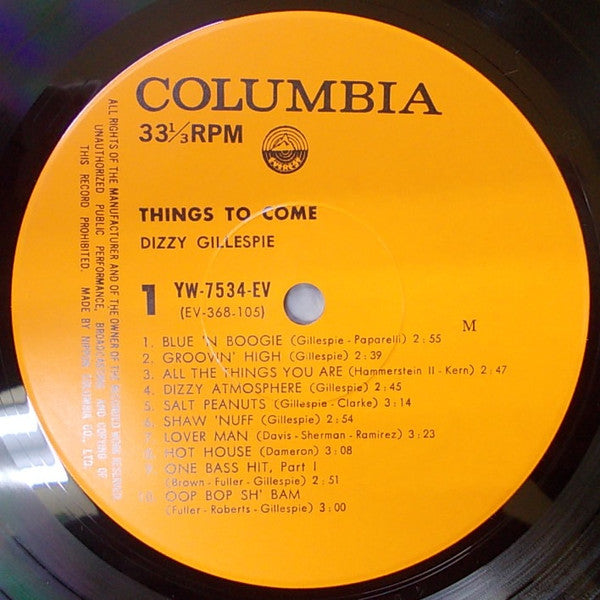 COLUMBIA
33⅓RPM
EVEREST
THINGS TO COME
DIZZY GILLESPIE
1 YW-7534-EV
(EV-368-105)
M
1. BLUE 'N BOOGIE (Gillespie - Paparelli) 2:55
2. GROOVIN' HIGH (Gillespie) 2:39
3. ALL THE THINGS YOU ARE (Hammerstein II - Kern) 2:47
4. DIZZY ATMOSPHERE (Gillespie) 2:45
5. SALT PEANUTS (Gillespie - Clarke) 3:14
6. SHAW 'NUFF (Gillespie) 2:54
7. LOVER MAN (Davis - Sherman - Ramirez) 3:23
8. HOT HOUSE (Dameron) 3:08
9. ONE BASS HIT, Part I
(Brown - Fuller - Gillespie) 2:51
10. OOP BOP SH' BAM
(Fuller - Roberts - Gillespie) 3:00
ALL RIGHTS OF THE MANUFACTURER AND OF THE OWNER OF THE RECORDED WORK RESERVED
UNAUTHORIZED PUBLIC PERFORMANCE, BROADCASTING AND COPYING OF
THIS RECORD PROHIBITED. MADE BY NIPPON COLUMBIA CO., LTD.